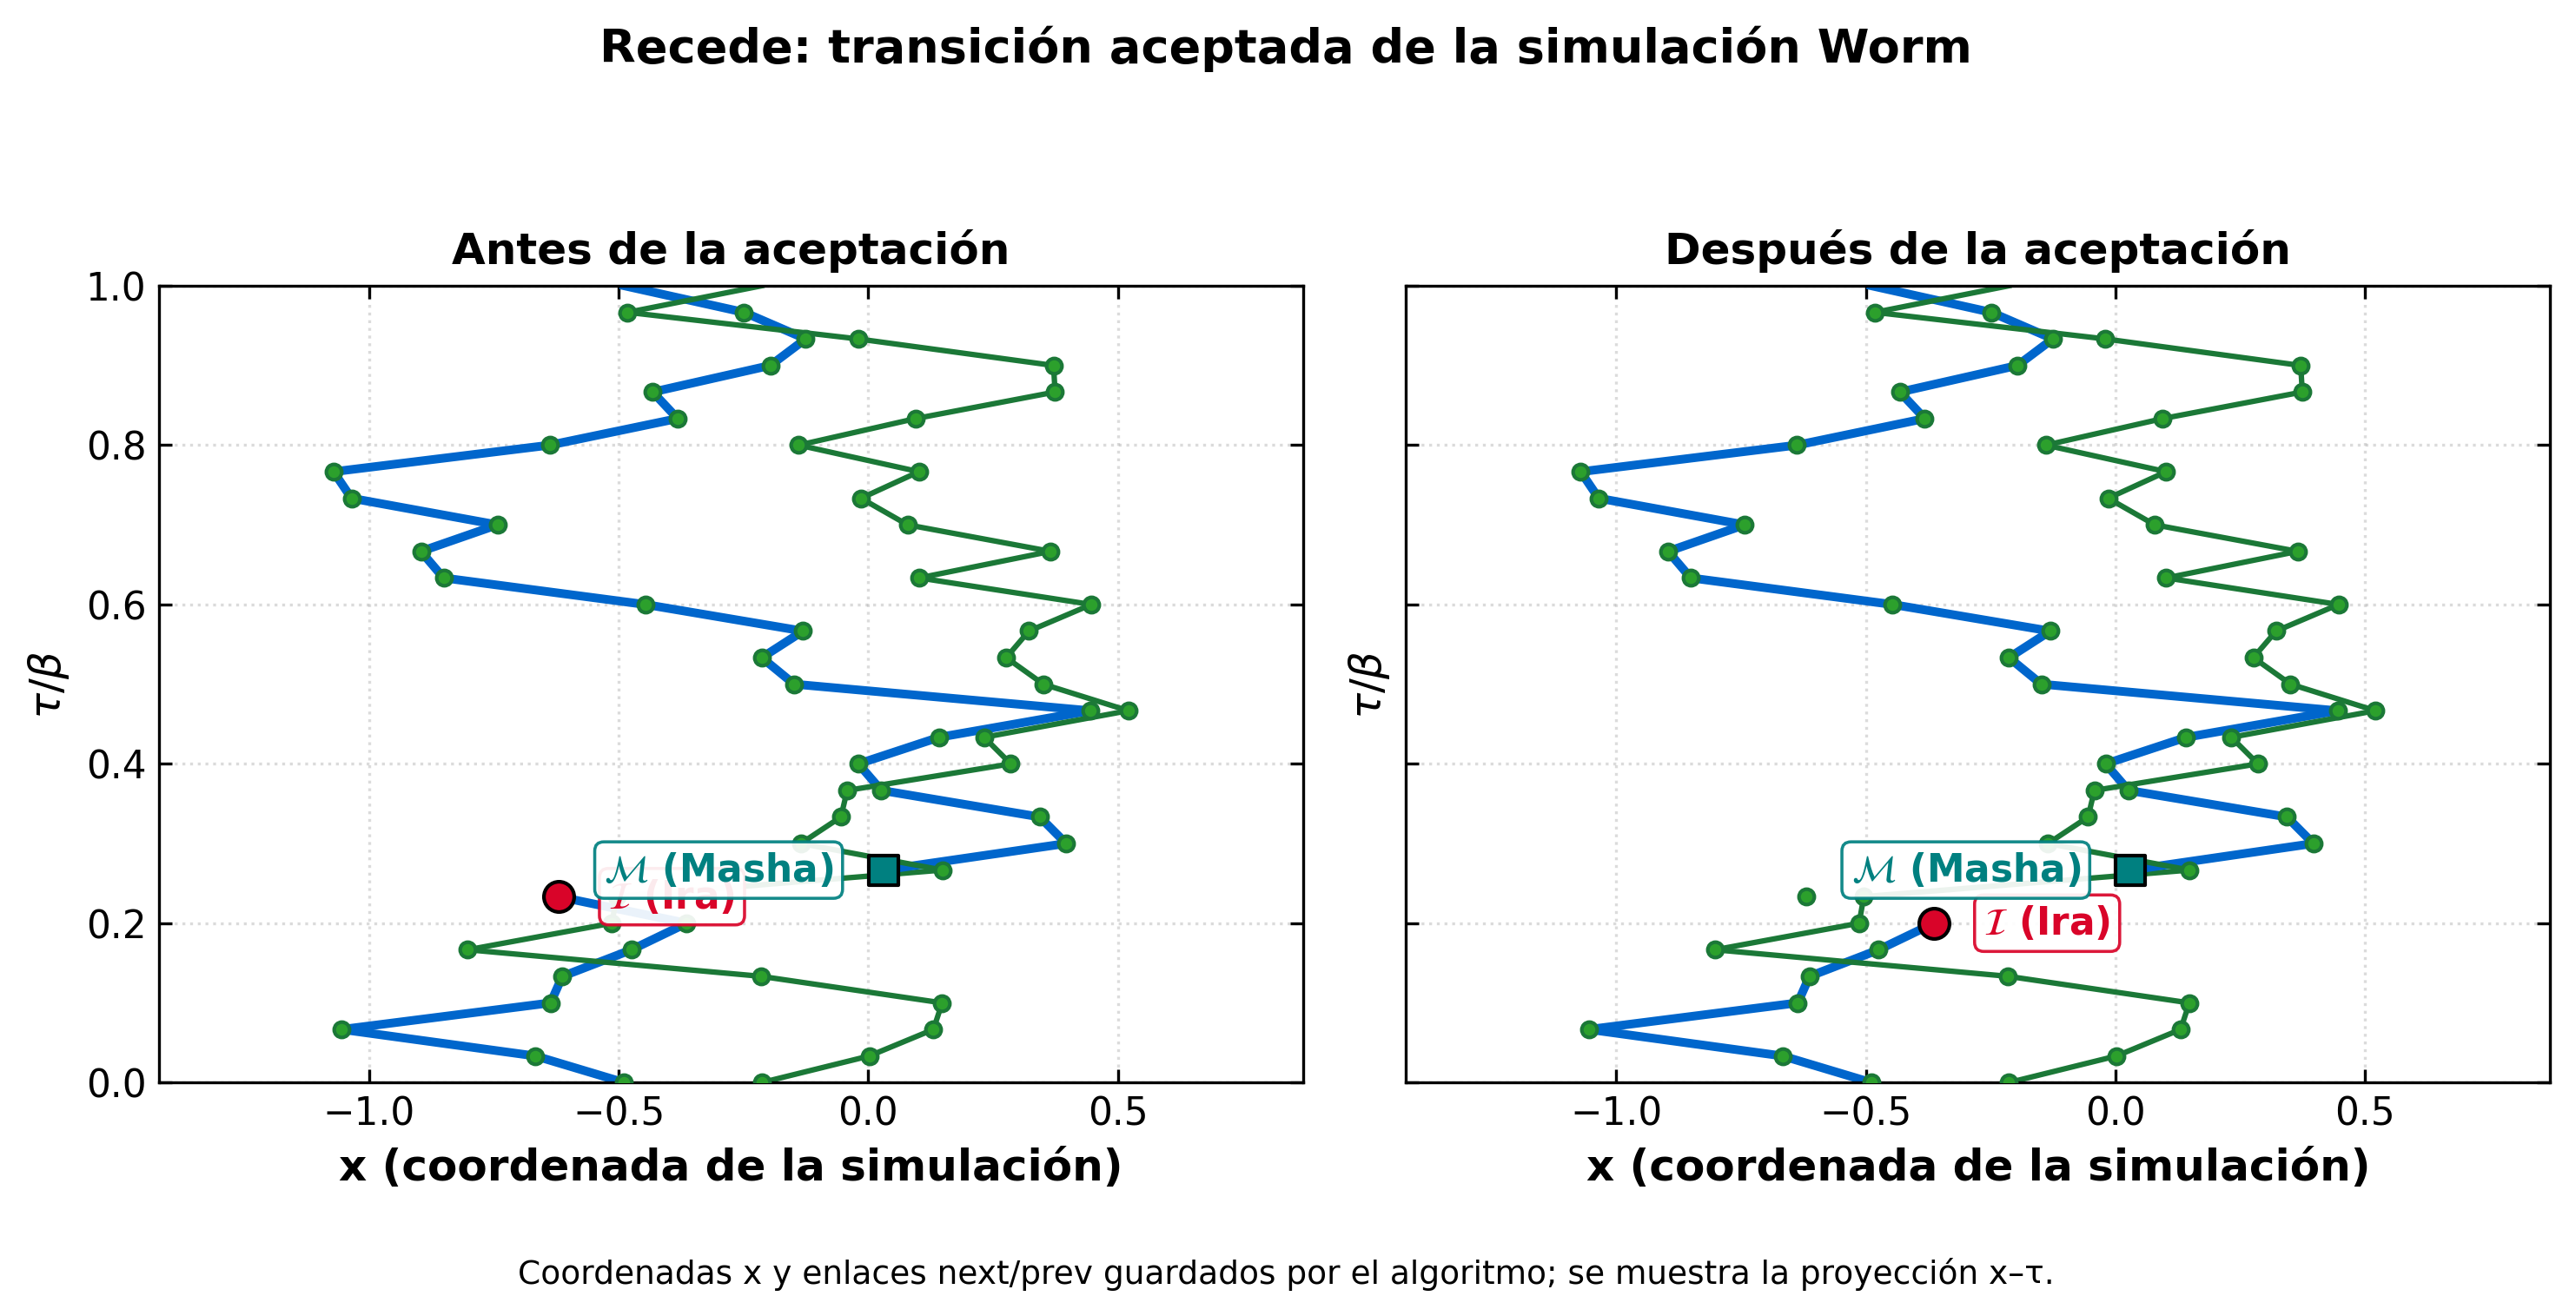 Recede: transición aceptada de la simulación Worm
Antes de la aceptación
1.0
0.8
0.6
0.4
0.2
0.0
τ/β
ℳ (Masha)
ℐ (Ira)
−1.0 −0.5 0.0 0.5
x (coordenada de la simulación)
Después de la aceptación
τ/β
ℳ (Masha)
ℐ (Ira)
−1.0 −0.5 0.0 0.5
x (coordenada de la simulación)
Coordenadas x y enlaces next/prev guardados por el algoritmo; se muestra la proyección x–τ.